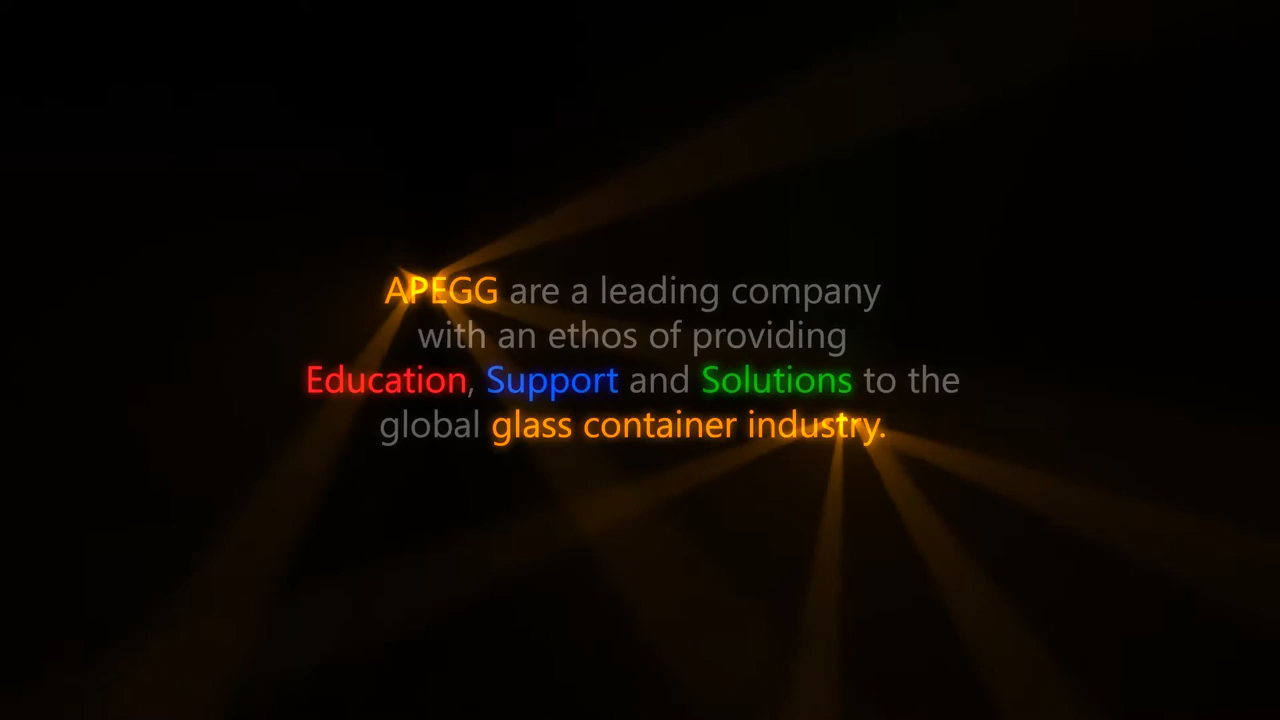 APEGG are a leading company
with an ethos of providing
Education, Support and Solutions to the
global glass container industry.